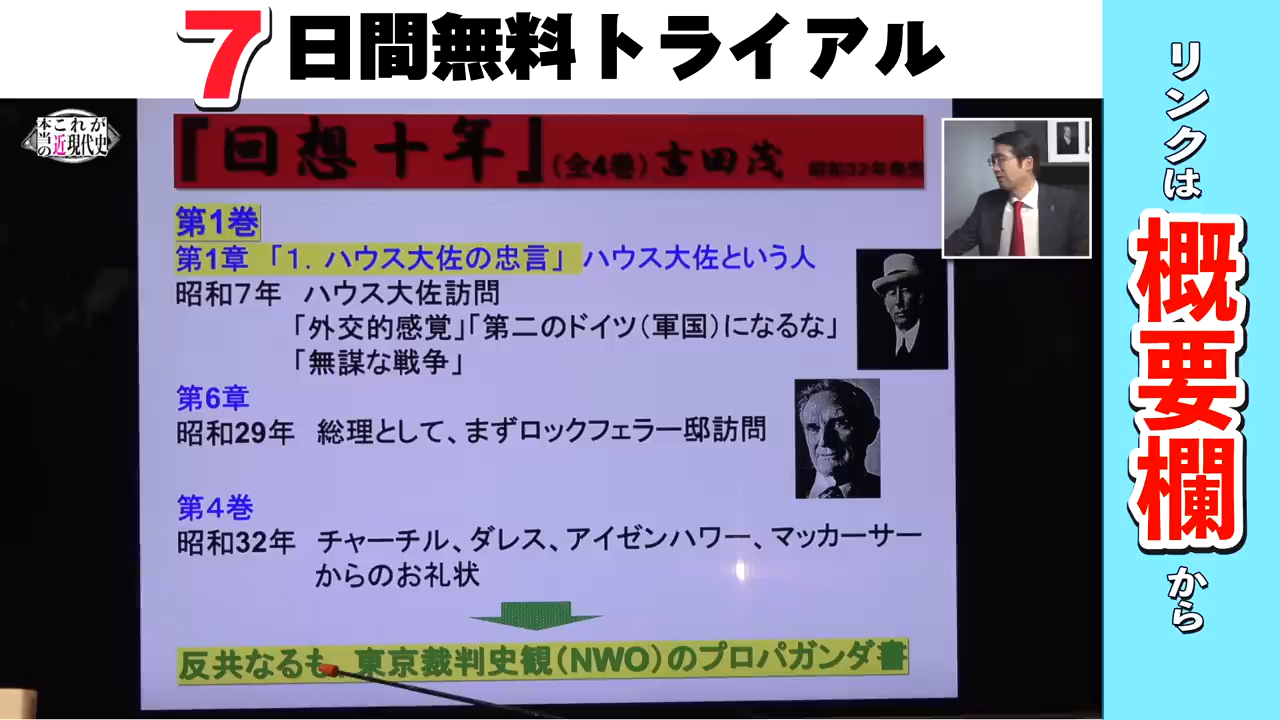 7日間無料トライアル
本当の これが 近現代史
『回想十年』(全4巻) 吉田茂 昭和32年発売
第1巻
第1章 「1．ハウス大佐の忠言」 ハウス大佐という人
昭和7年 ハウス大佐訪問
「外交的感覚」「第二のドイツ(軍国)になるな」
「無謀な戦争」
第6章
昭和29年 総理として、まずロックフェラー邸訪問
第4巻
昭和32年 チャーチル、ダレス、アイゼンハワー、マッカーサー
からのお礼状
反共なるも、東京裁判史観(NWO)のプロパガンダ書
リンクは
概要欄
から